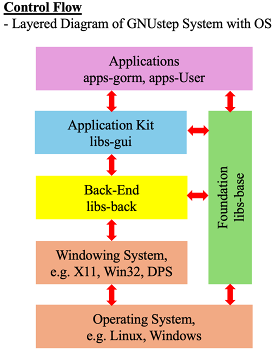 Control Flow
- Layered Diagram of GNUstep System with OS
Applications
apps-gorm, apps-User
Application Kit
libs-gui
Back-End
libs-back
Foundation
libs-base
Windowing System,
e.g. X11, Win32, DPS
Operating System,
e.g. Linux, Windows